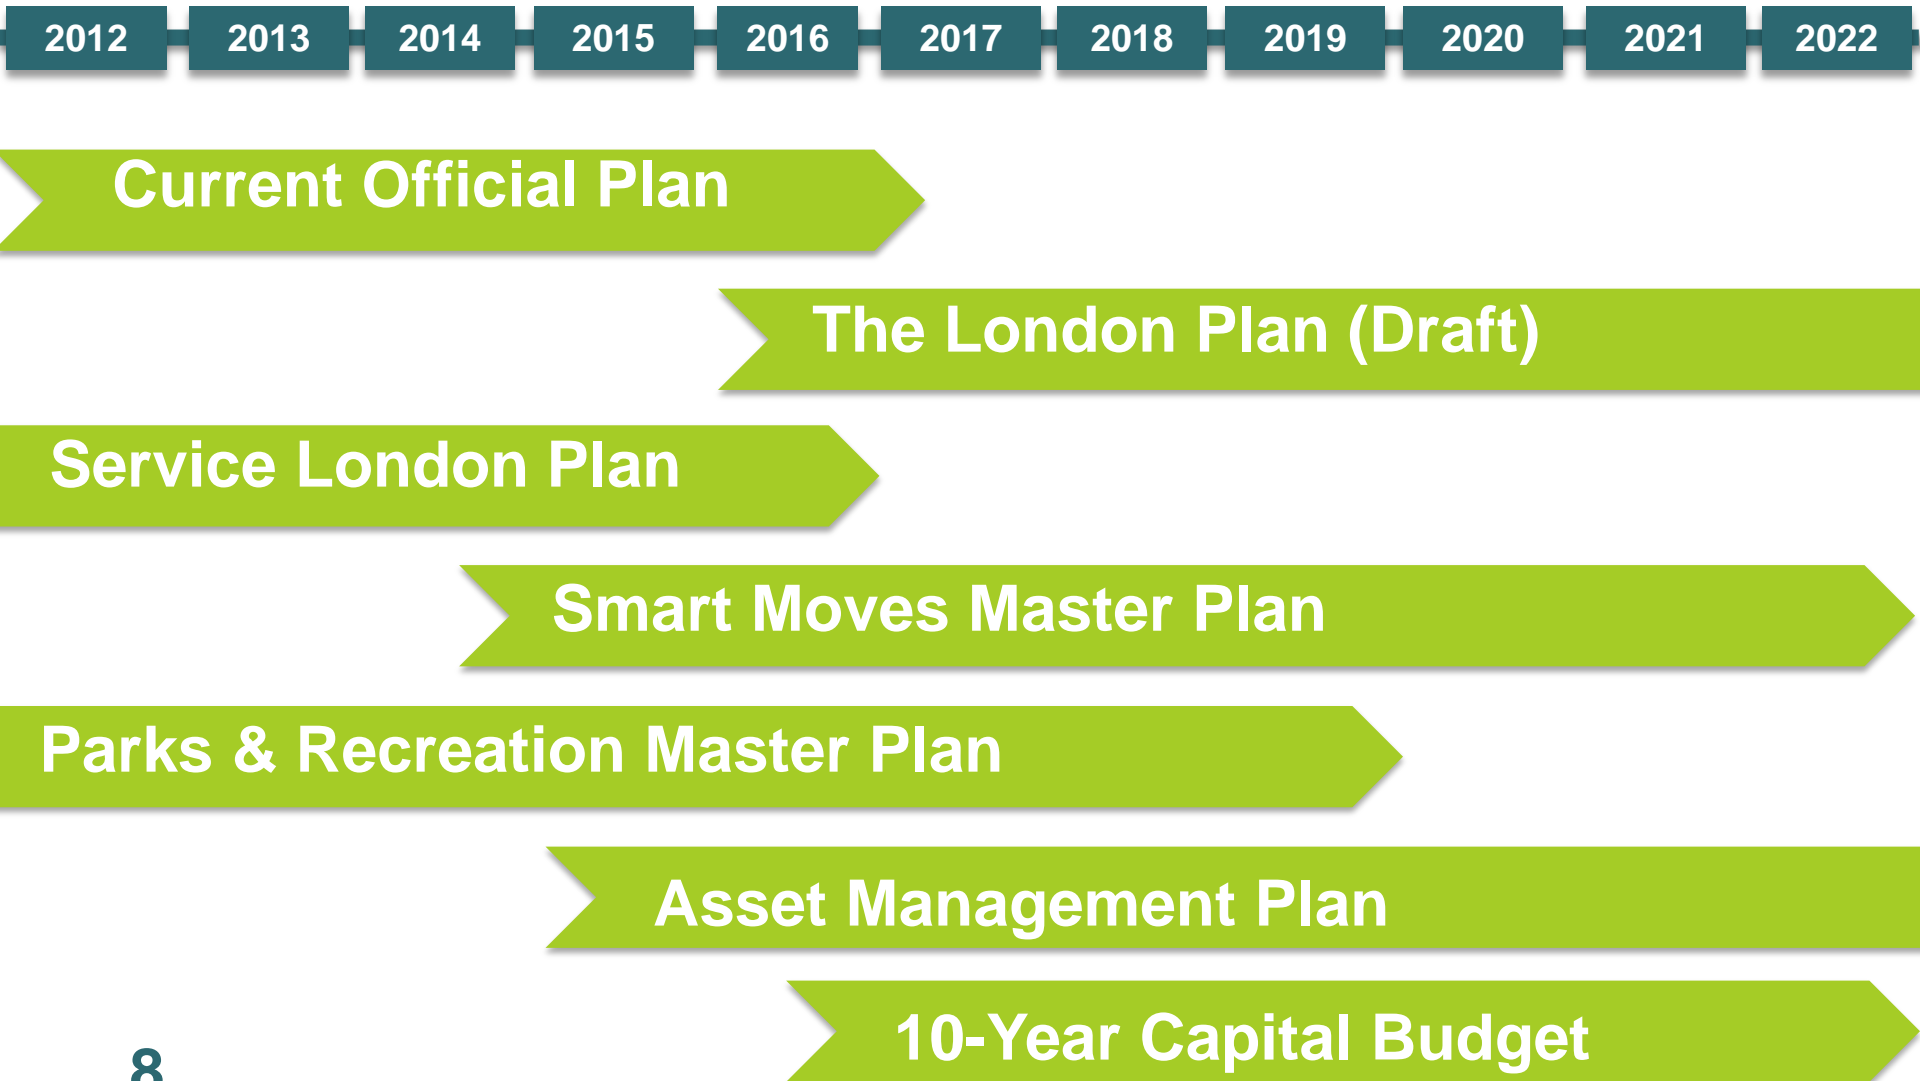 2012 2013 2014 2015 2016 2017 2018 2019 2020 2021 2022
Current Official Plan
The London Plan (Draft)
Service London Plan
Smart Moves Master Plan
Parks & Recreation Master Plan
Asset Management Plan
10-Year Capital Budget
8